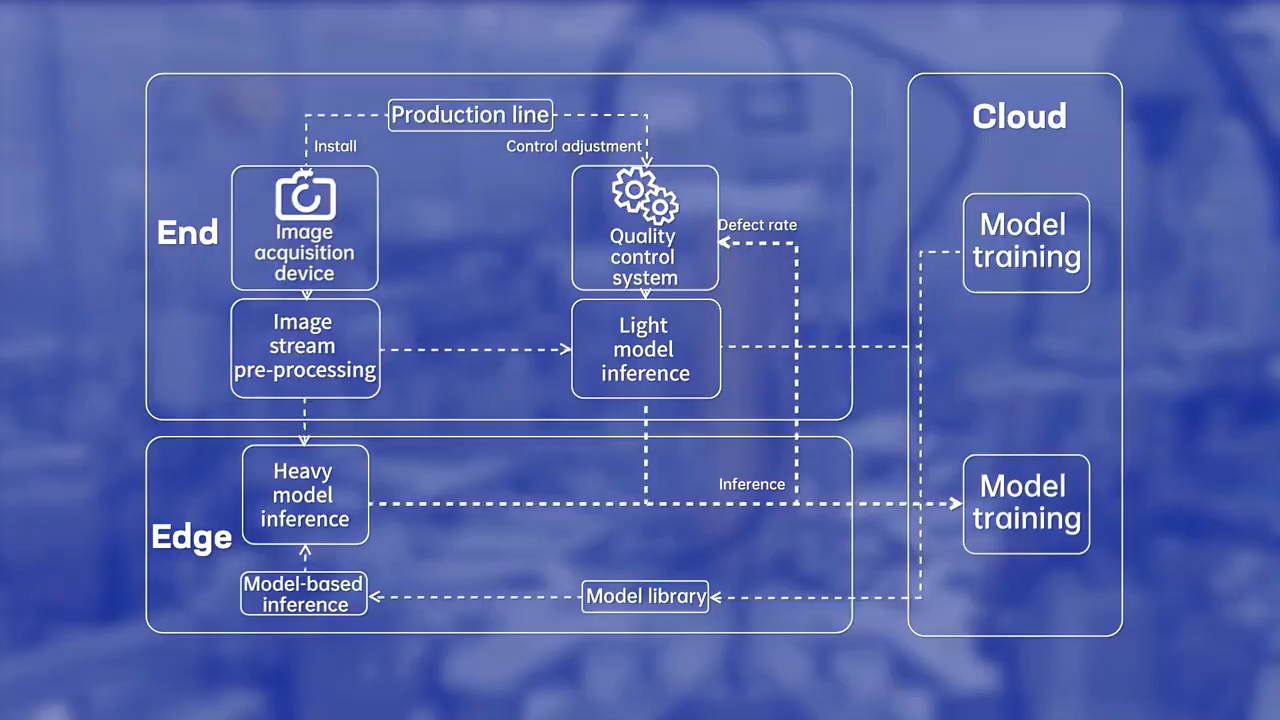 Production line
Install
Control adjustment
Cloud
End
Image
acquisition
device
Quality
control
system
Defect rate
Model
training
Image
stream
pre-processing
Light
model
inference
Edge
Heavy
model
inference
Inference
Model
training
Model-based
inference
Model library